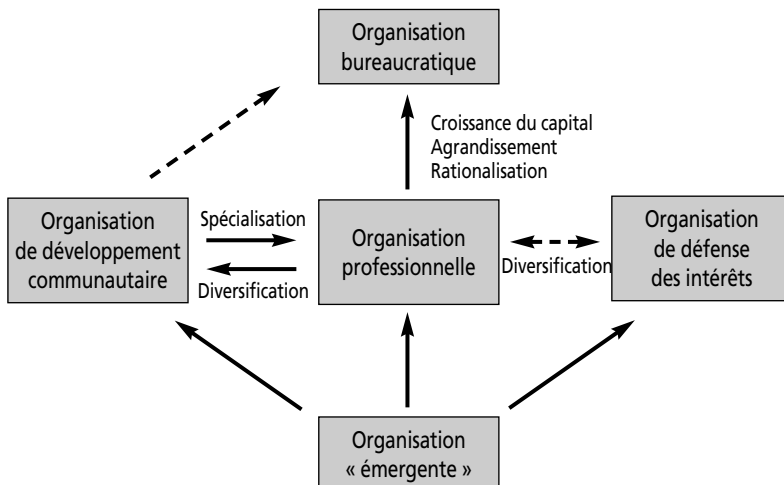 Organisation
bureaucratique
Croissance du capital
Agrandissement
Rationalisation
Organisation
de développement
communautaire
Spécialisation
Diversification
Organisation
professionnelle
Diversification
Organisation
de défense
des intérêts
Organisation
« émergente »